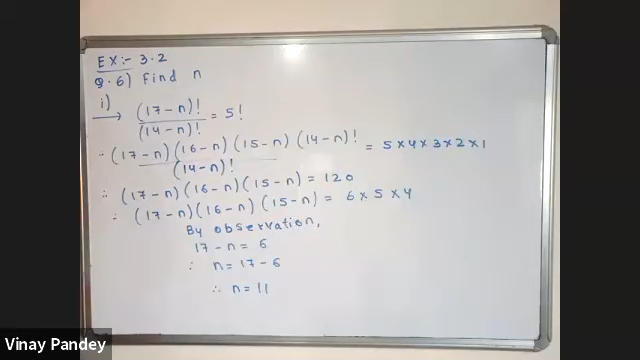 EX:- 3.2
Q.6) Find n
i) (17-n)! / (14-n)! = 5!
∴ (17-n)(16-n)(15-n)(14-n)! / (14-n)! = 5×4×3×2×1
∴ (17-n)(16-n)(15-n) = 120
∴ (17-n)(16-n)(15-n) = 6×5×4
By observation,
17-n = 6
∴ n = 17-6
∴ n = 11
Vinay Pandey